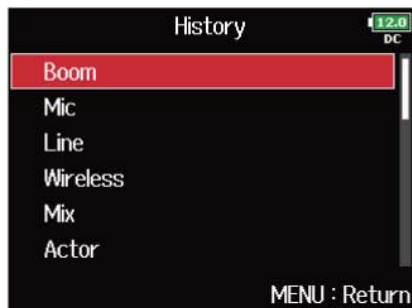 History
12.0
DC
Boom
Mic
Line
Wireless
Mix
Actor
MENU : Return